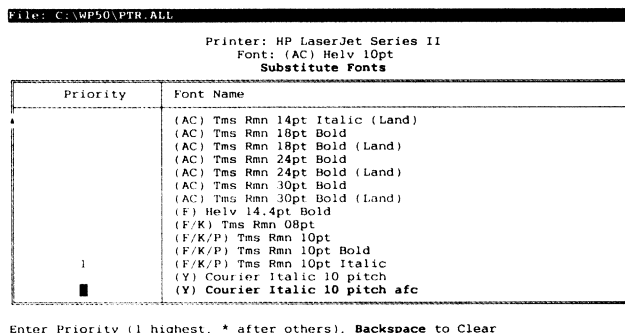 File: C:\WP50\PTR.ALL
Printer: HP LaserJet Series II
Font: (AC) Helv 10pt
Substitute Fonts
Priority Font Name
(AC) Tms Rmn 14pt Italic (Land)
(AC) Tms Rmn 18pt Bold
(AC) Tms Rmn 18pt Bold (Land)
(AC) Tms Rmn 24pt Bold
(AC) Tms Rmn 24pt Bold (Land)
(AC) Tms Rmn 30pt Bold
(AC) Tms Rmn 30pt Bold (Land)
(F) Helv 14.4pt Bold
(F/K) Tms Rmn 08pt
(F/K/P) Tms Rmn 10pt
(F/K/P) Tms Rmn 10pt Bold
1 (F/K/P) Tms Rmn 10pt Italic
(Y) Courier Italic 10 pitch
(Y) Courier Italic 10 pitch afc
Enter Priority (1 highest, * after others), Backspace to Clear